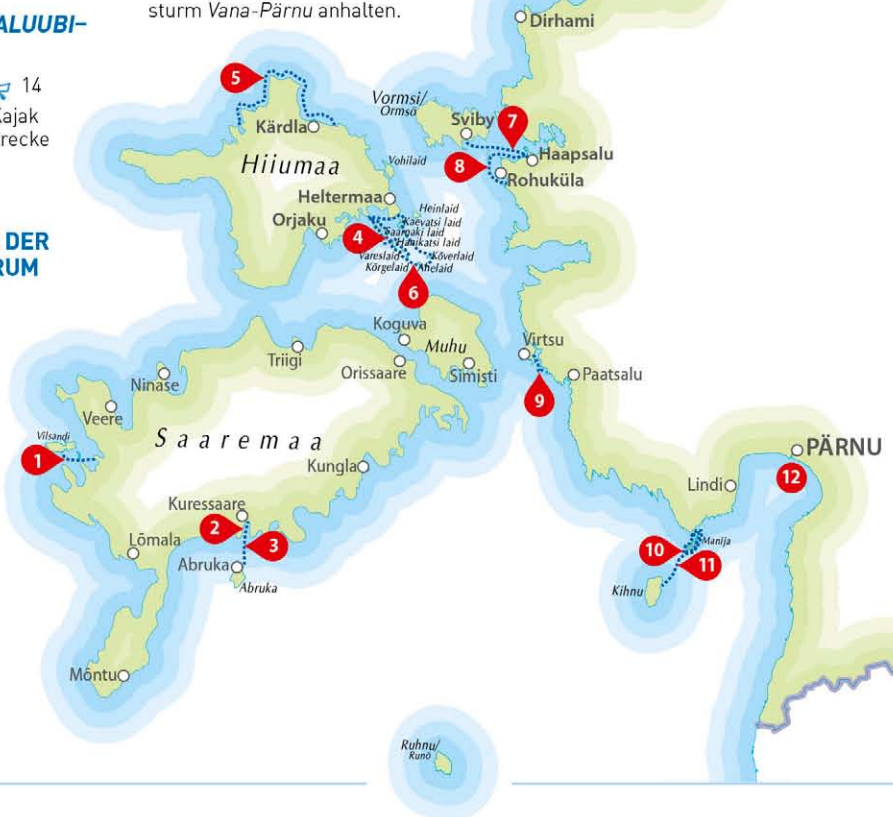 ALUUBI–
14
ajak
recke
DER
RUM
sturm Vana-Pärnu anhalten.
Dirhami
5
Vormsi/
Ormsö
Sviby
7
Kärdla
Haapsalu
Hiiumaa
Vohilaid
8
Rohuküla
Heltermaa
Heinlaid
Orjaku
Kaevatsi laid
4
Saarnaki laid
Hanikatsi laid
Vareslaid
Kõverlaid
Kõrgelaid
Ahelaid
6
Koguva
Muhu
Virtsu
Triigi
Orissaare
Simisti
Paatsalu
Ninase
9
Veere
Vilsandi
Saaremaa
1
Kungla
PÄRNU
12
Lindi
Kuressaare
2
Lõmala
3
Manija
10
11
Abruka
Abruka
Kihnu
Mõntu
Ruhnu/
Runö